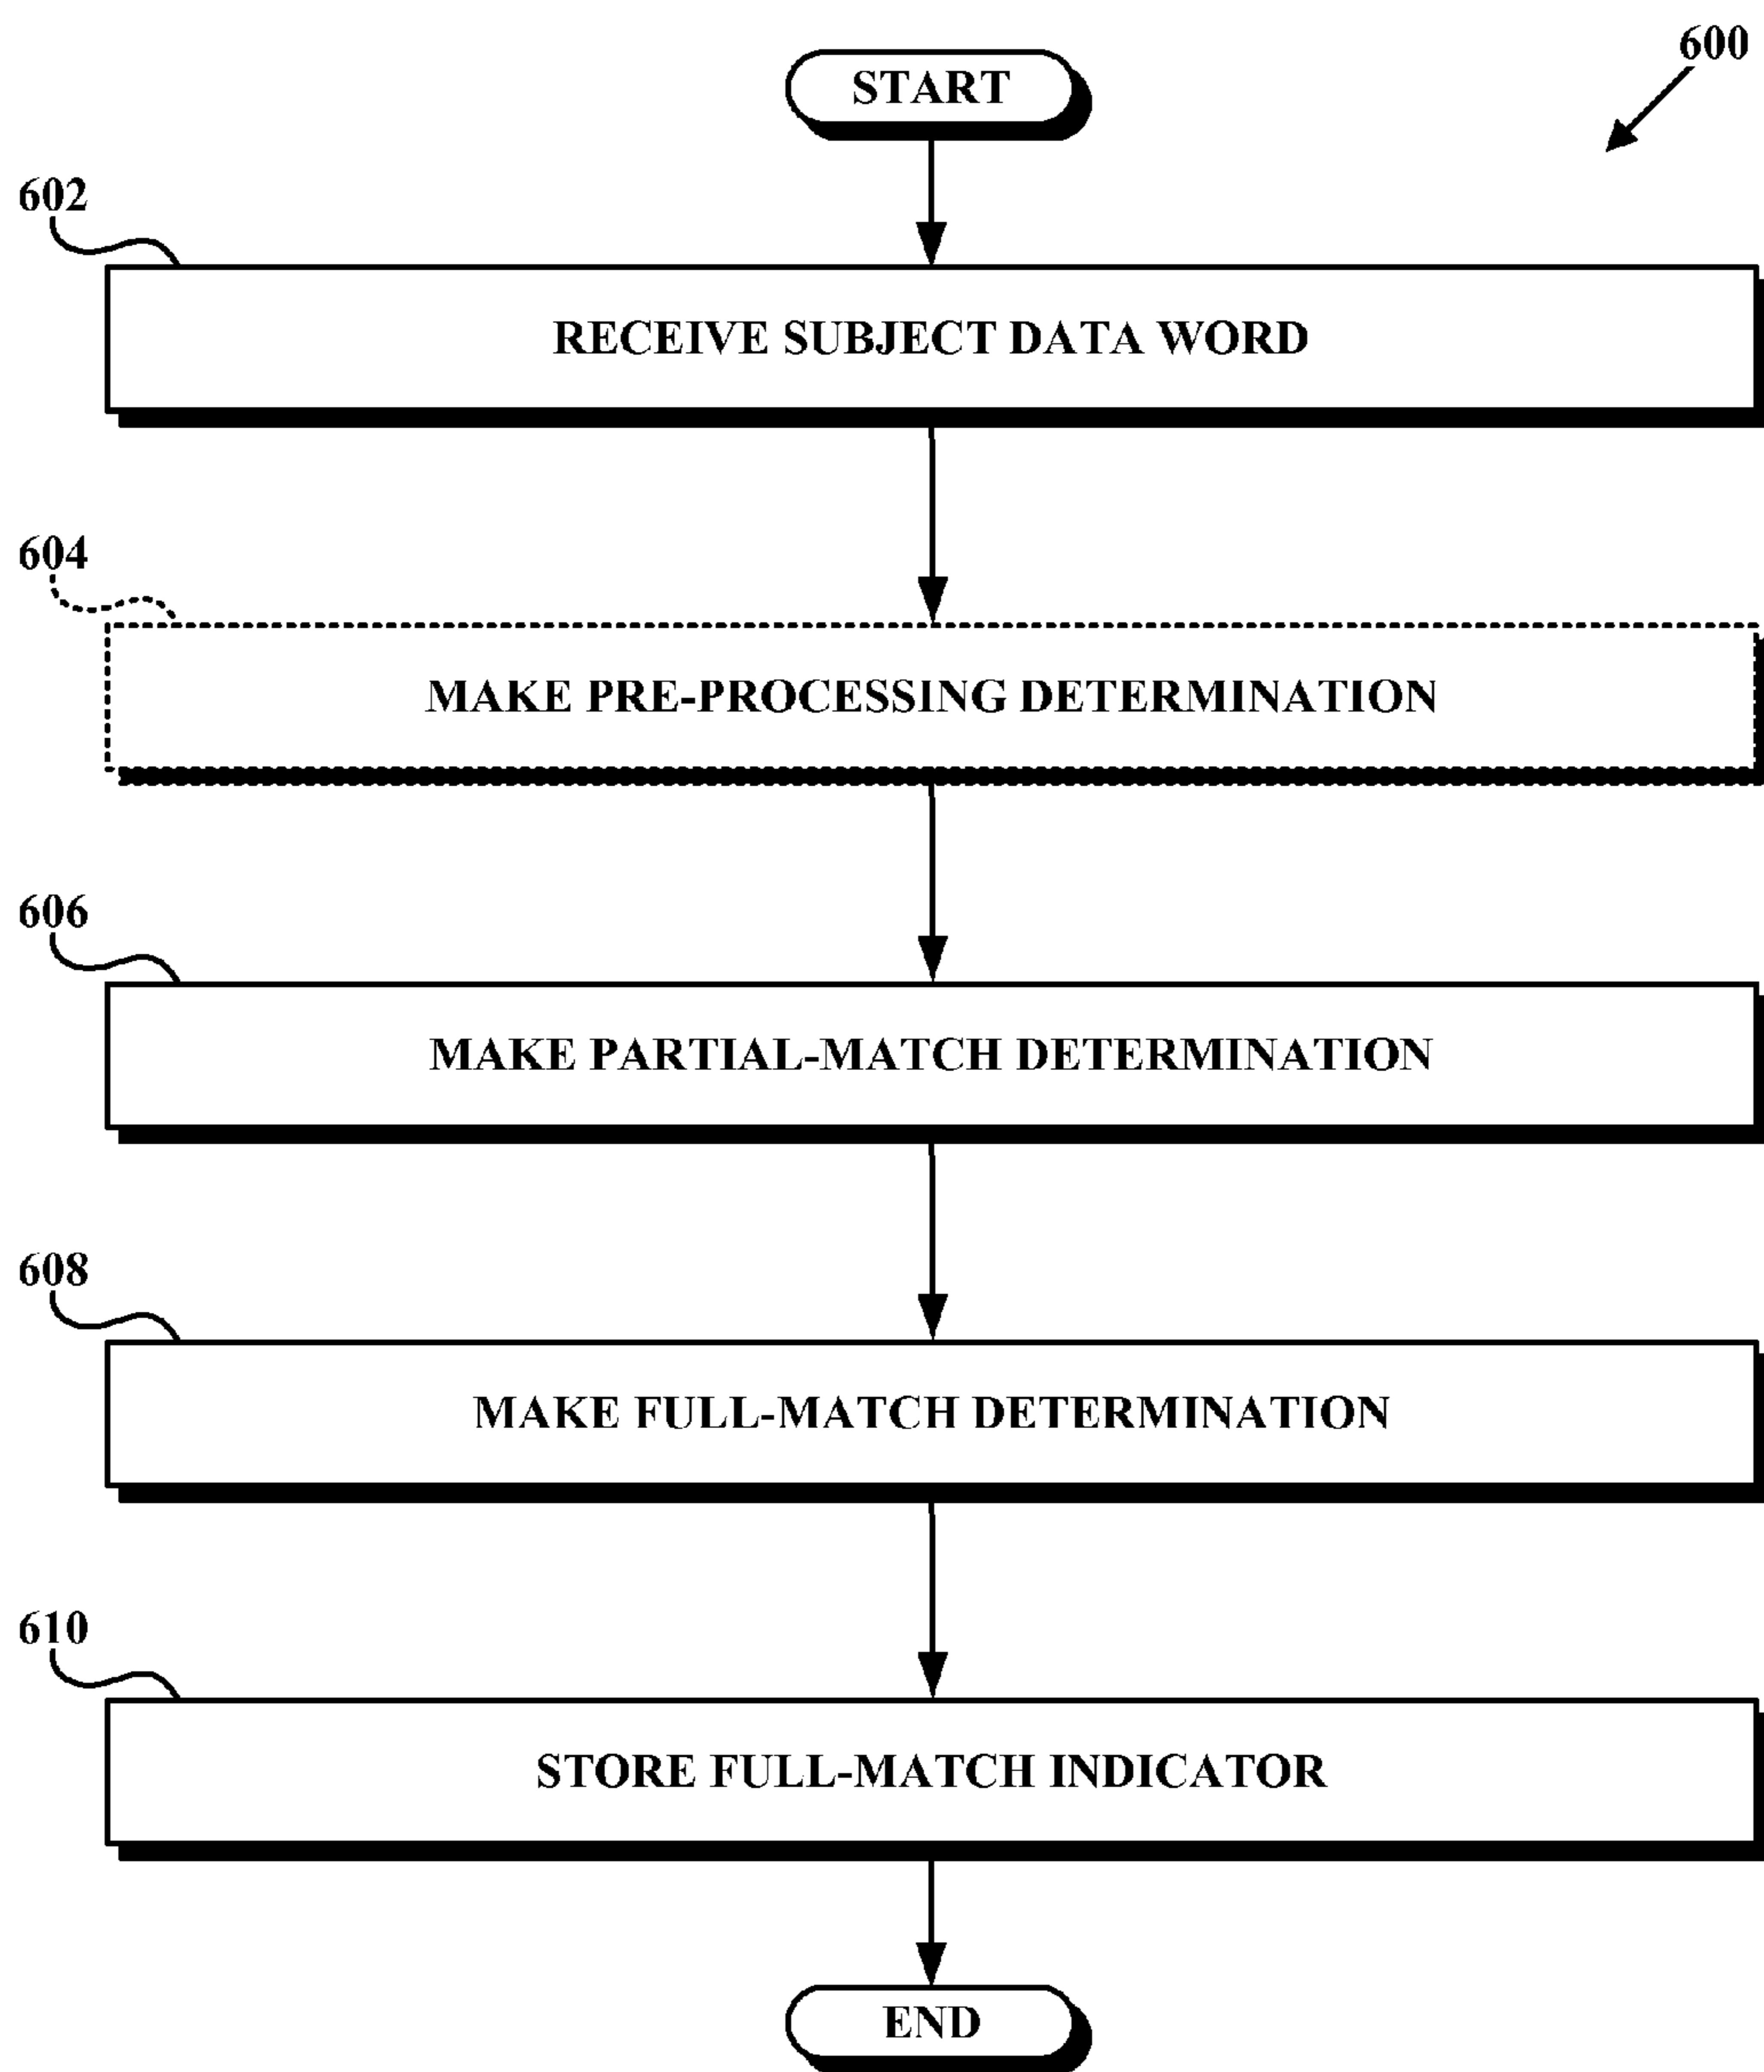 600
START
602
RECEIVE SUBJECT DATA WORD
604
MAKE PRE-PROCESSING DETERMINATION
606
MAKE PARTIAL-MATCH DETERMINATION
608
MAKE FULL-MATCH DETERMINATION
610
STORE FULL-MATCH INDICATOR
END